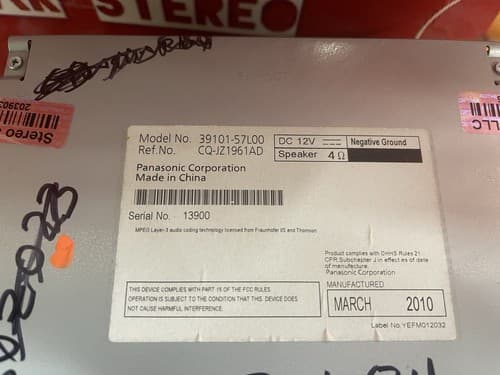 STEREO
Model No. 39101-57L00
Ref.No. CQ-JZ1961AD
DC 12V
Negative Ground
Speaker 4Ω
Panasonic Corporation
Made in China
Serial No. 13900
MPEG Layer-3 audio coding technology licensed from Fraunhofer IIS and Thomson
Product complies with DHHS Rules 21
CFR Subchapter J in effect as of date
of manufacture.
Panasonic Corporation
THIS DEVICE COMPLIES WITH PART 15 OF THE FCC RULES
OPERATION IS SUBJECT TO THE CONDITION THAT THIS DEVICE DOES
NOT CAUSE HARMFUL INTERFERENCE.
MANUFACTURED
MARCH 2010
Label No.YEFM012032
Stereo
LLC